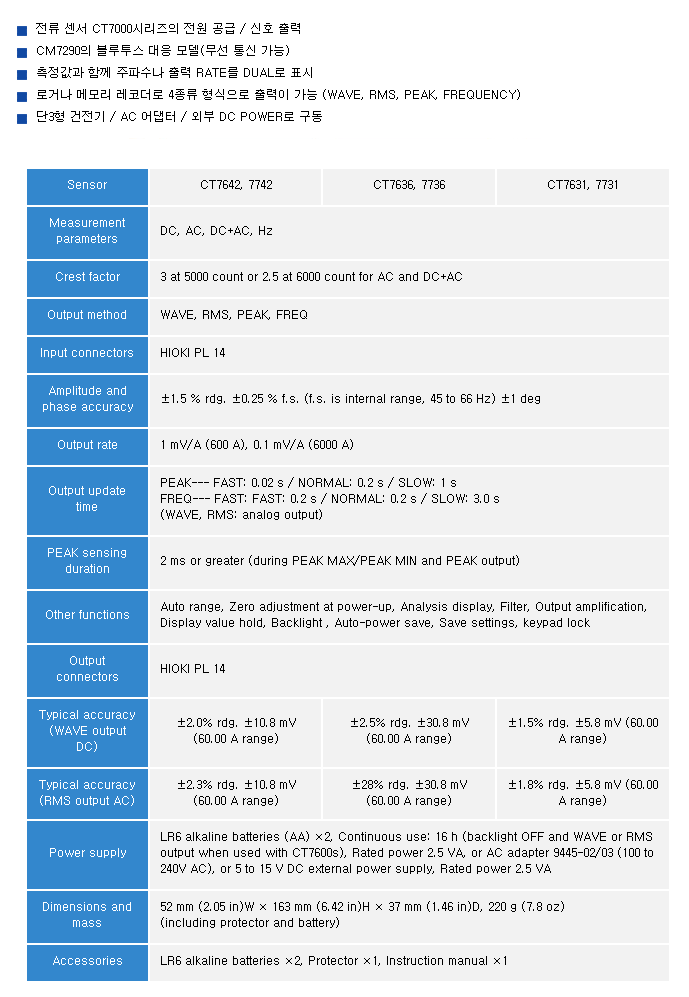 전류 센서 CT7000시리즈의 전원 공급 / 신호 출력
CM7290의 블루투스 대응 모델(무선 통신 가능)
측정값과 함께 주파수나 출력 RATE를 DUAL로 표시
로거나 메모리 레코더로 4종류 형식으로 출력이 가능 (WAVE, RMS, PEAK, FREQUENCY)
단3형 건전기 / AC 어댑터 / 외부 DC POWER로 구동
Sensor
CT7642, 7742
CT7636, 7736
CT7631, 7731
Measurement
parameters
DC, AC, DC+AC, Hz
Crest factor
3 at 5000 count or 2.5 at 6000 count for AC and DC+AC
Output method
WAVE, RMS, PEAK, FREQ
Input connectors
HIOKI PL 14
Amplitude and
phase accuracy
±1.5 % rdg. ±0.25 % f.s. (f.s. is internal range, 45 to 66 Hz) ±1 deg
Output rate
1 mV/A (600 A), 0.1 mV/A (6000 A)
Output update
time
PEAK--- FAST: 0.02 s / NORMAL: 0.2 s / SLOW: 1 s
FREQ--- FAST: FAST: 0.2 s / NORMAL: 0.2 s / SLOW: 3.0 s
(WAVE, RMS: analog output)
PEAK sensing
duration
2 ms or greater (during PEAK MAX/PEAK MIN and PEAK output)
Other functions
Auto range, Zero adjustment at power-up, Analysis display, Filter, Output amplification,
Display value hold, Backlight , Auto-power save, Save settings, keypad lock
Output
connectors
HIOKI PL 14
Typical accuracy
(WAVE output
DC)
±2.0% rdg. ±10.8 mV
(60.00 A range)
±2.5% rdg. ±30.8 mV
(60.00 A range)
±1.5% rdg. ±5.8 mV (60.00
A range)
Typical accuracy
(RMS output AC)
±2.3% rdg. ±10.8 mV
(60.00 A range)
±28% rdg. ±30.8 mV
(60.00 A range)
±1.8% rdg. ±5.8 mV (60.00
A range)
Power supply
LR6 alkaline batteries (AA) ×2, Continuous use: 16 h (backlight OFF and WAVE or RMS
output when used with CT7600s), Rated power 2.5 VA, or AC adapter 9445-02/03 (100 to
240V AC), or 5 to 15 V DC external power supply, Rated power 2.5 VA
Dimensions and
mass
52 mm (2.05 in)W × 163 mm (6.42 in)H × 37 mm (1.46 in)D, 220 g (7.8 oz)
(including protector and battery)
Accessories
LR6 alkaline batteries ×2, Protector ×1, Instruction manual ×1